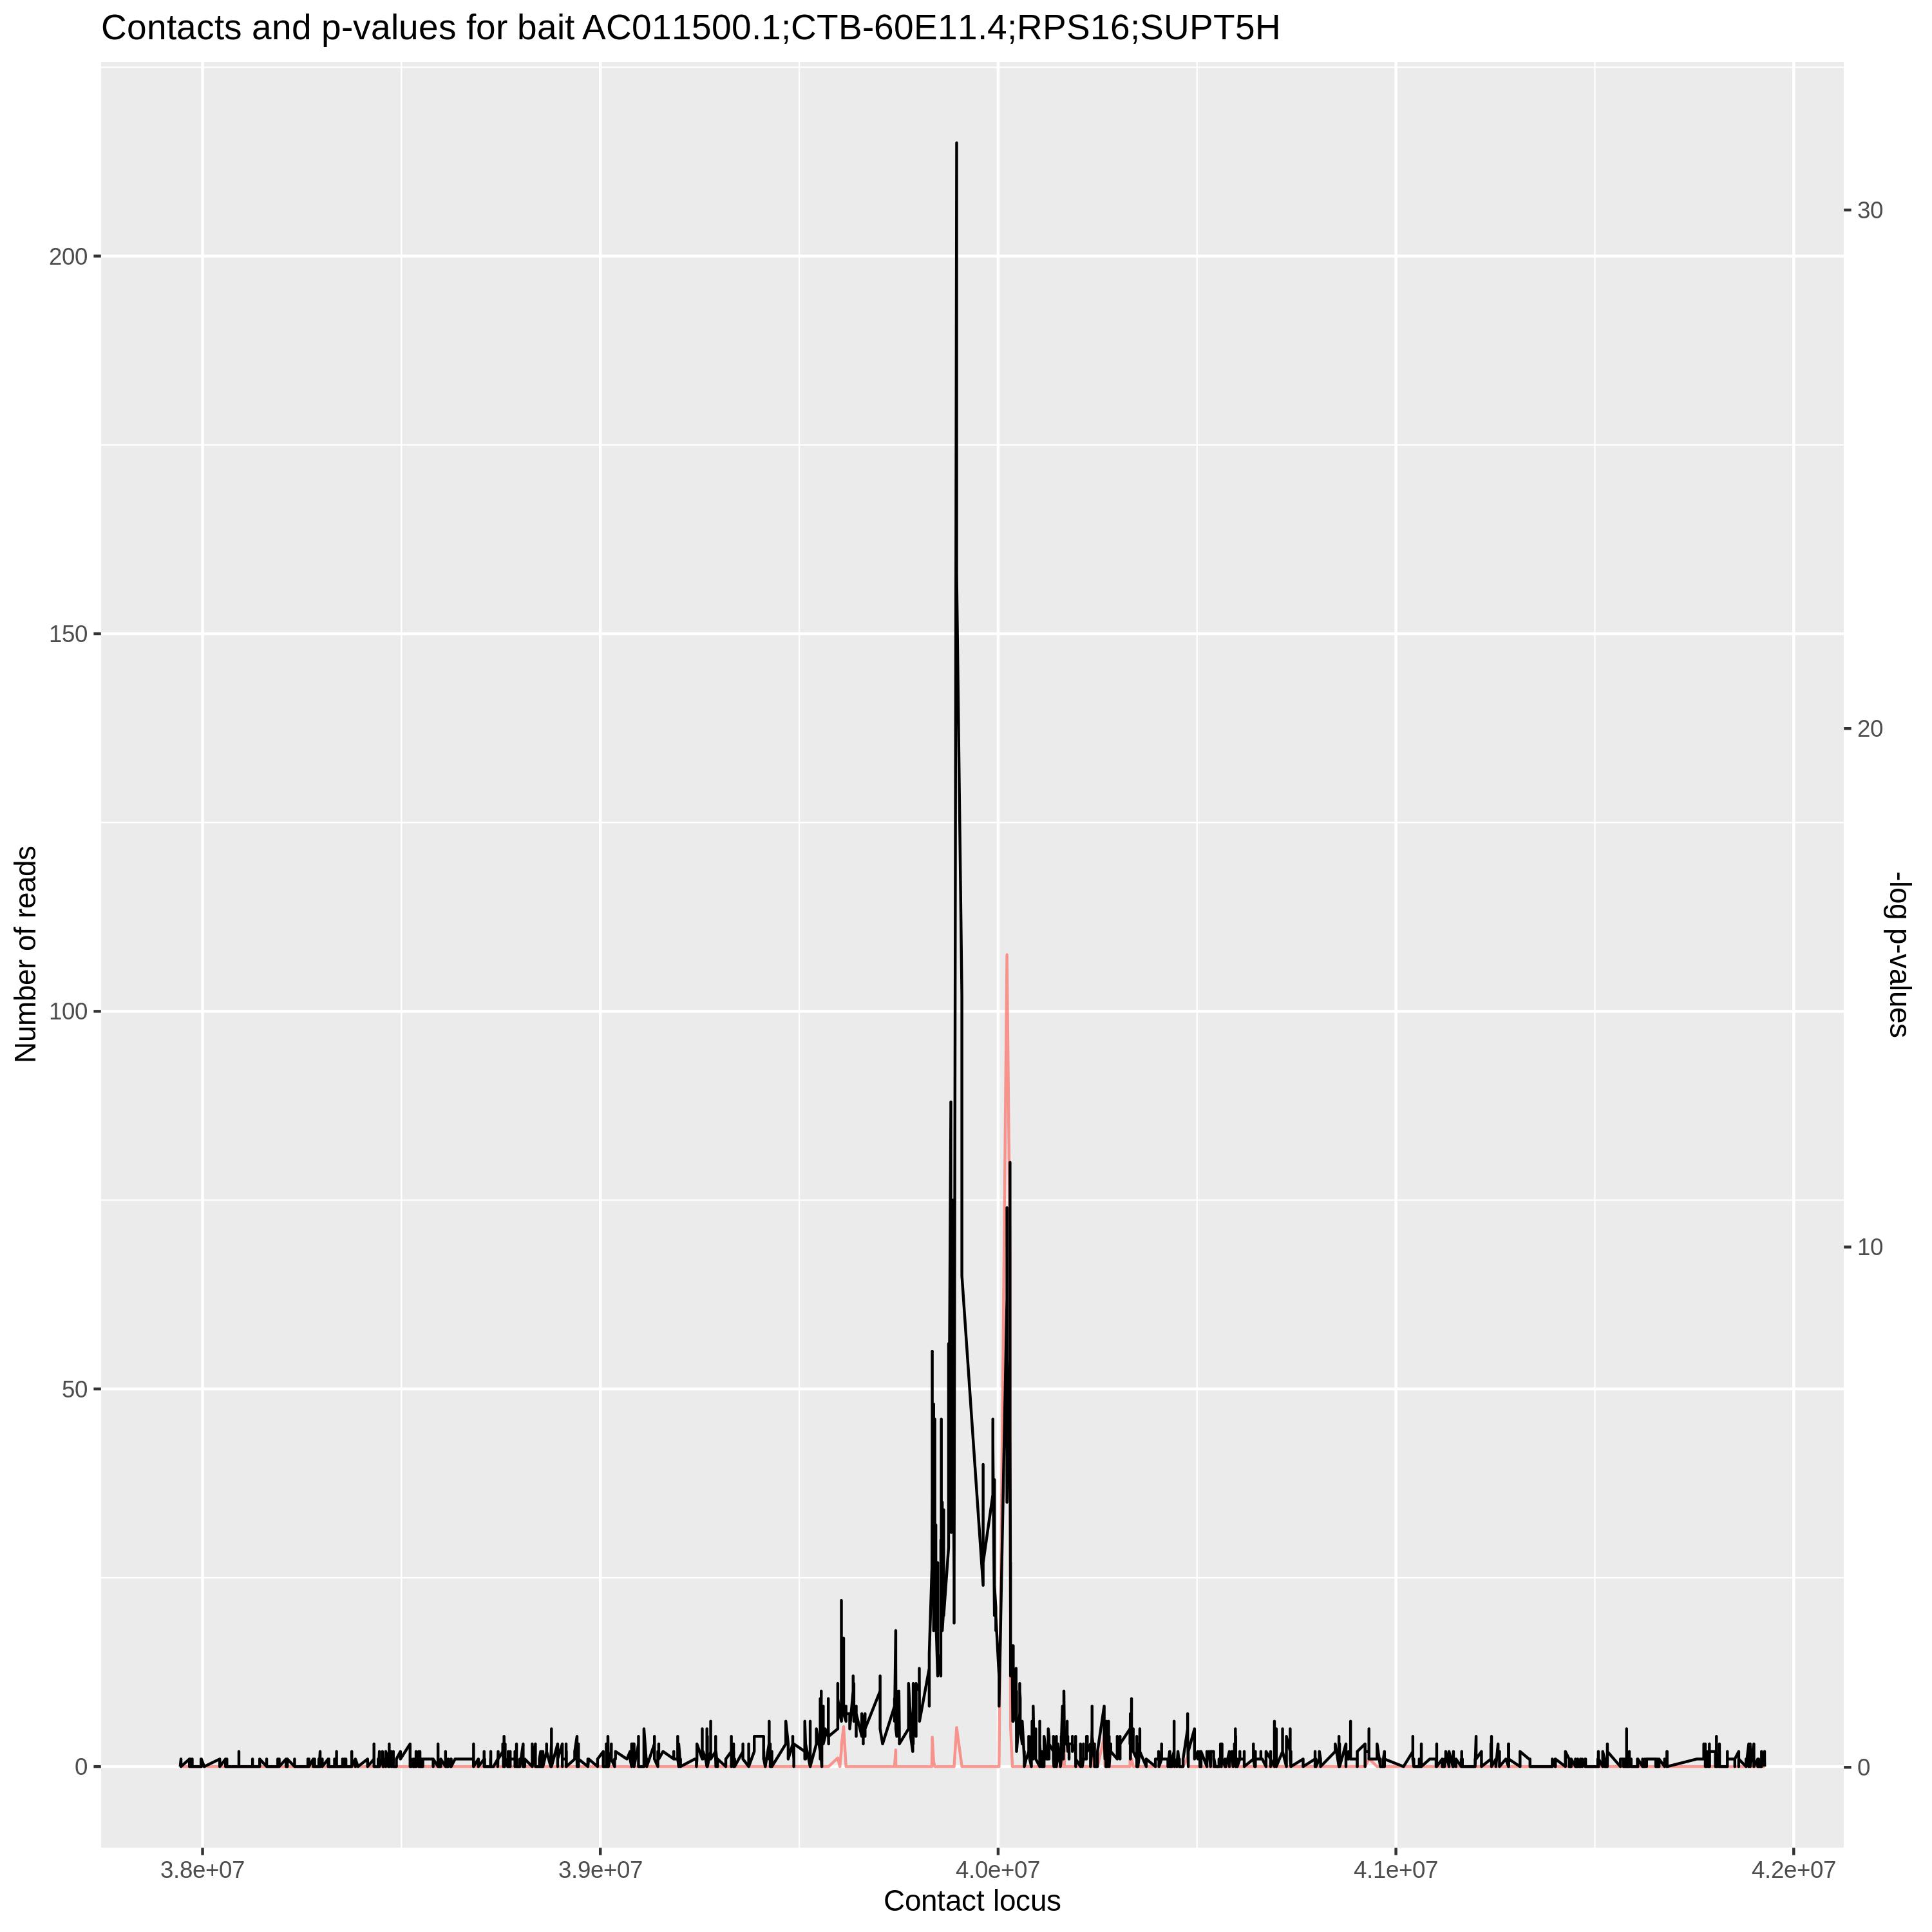 Contacts and p-values for bait AC011500.1;CTB-60E11.4;RPS16;SUPT5H
Number of reads
200
150
100
50
0
30
20
10
0
-log p-values
3.8e+07 3.9e+07 4.0e+07 4.1e+07 4.2e+07
Contact locus